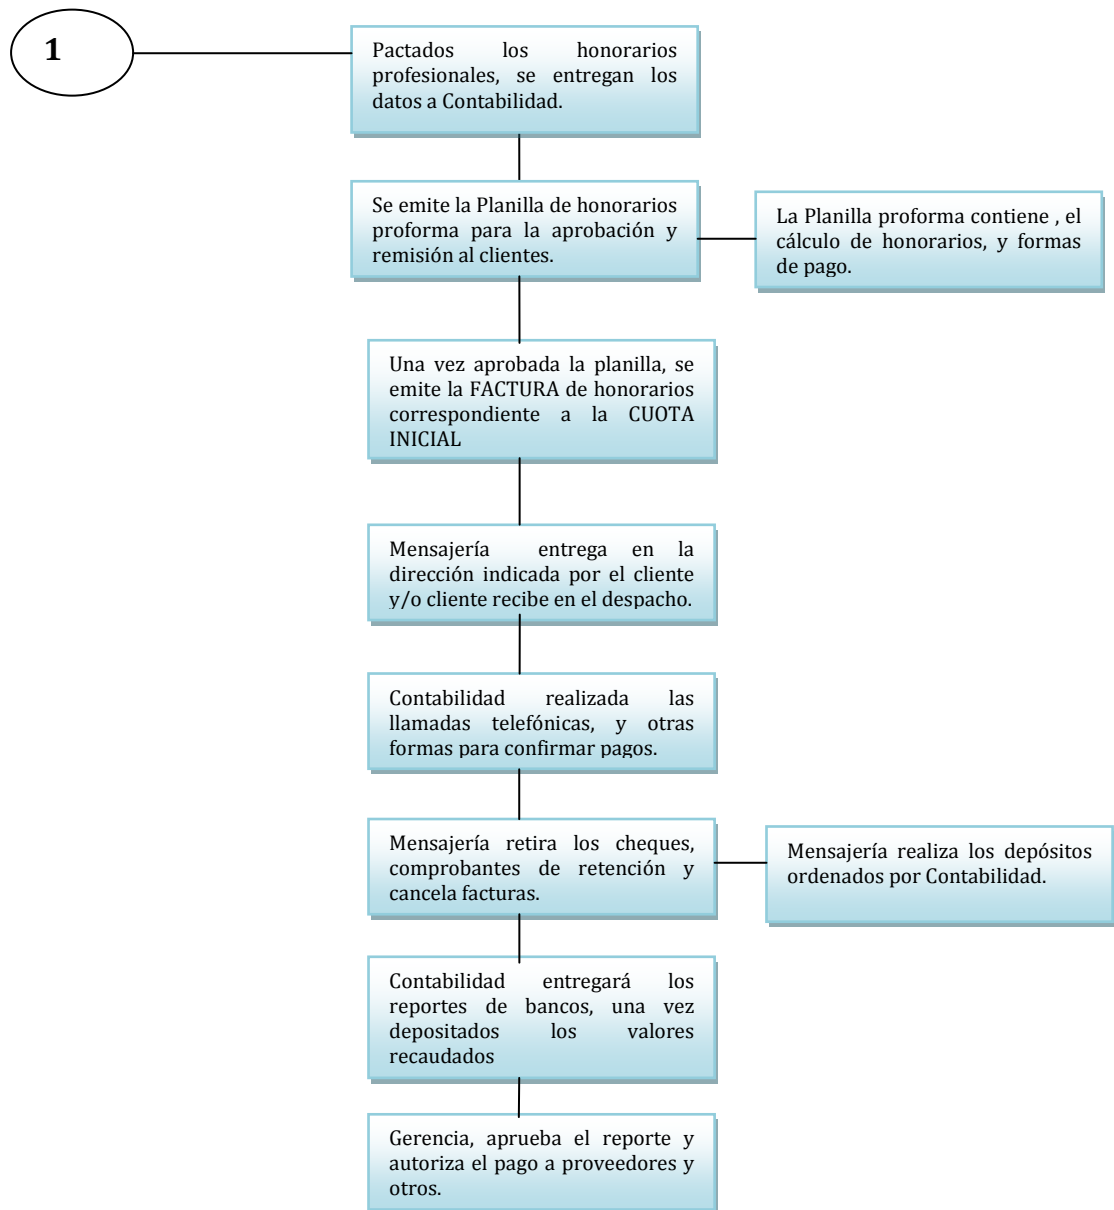 1
Pactados los honorarios
profesionales, se entregan los
datos a Contabilidad.
Se emite la Planilla de honorarios
proforma para la aprobación y
remisión al clientes.
La Planilla proforma contiene , el
cálculo de honorarios, y formas
de pago.
Una vez aprobada la planilla, se
emite la FACTURA de honorarios
correspondiente a la CUOTA
INICIAL
Mensajería entrega en la
dirección indicada por el cliente
y/o cliente recibe en el despacho.
Contabilidad realizada las
llamadas telefónicas, y otras
formas para confirmar pagos.
Mensajería retira los cheques,
comprobantes de retención y
cancela facturas.
Mensajería realiza los depósitos
ordenados por Contabilidad.
Contabilidad entregará los
reportes de bancos, una vez
depositados los valores
recaudados
Gerencia, aprueba el reporte y
autoriza el pago a proveedores y
otros.